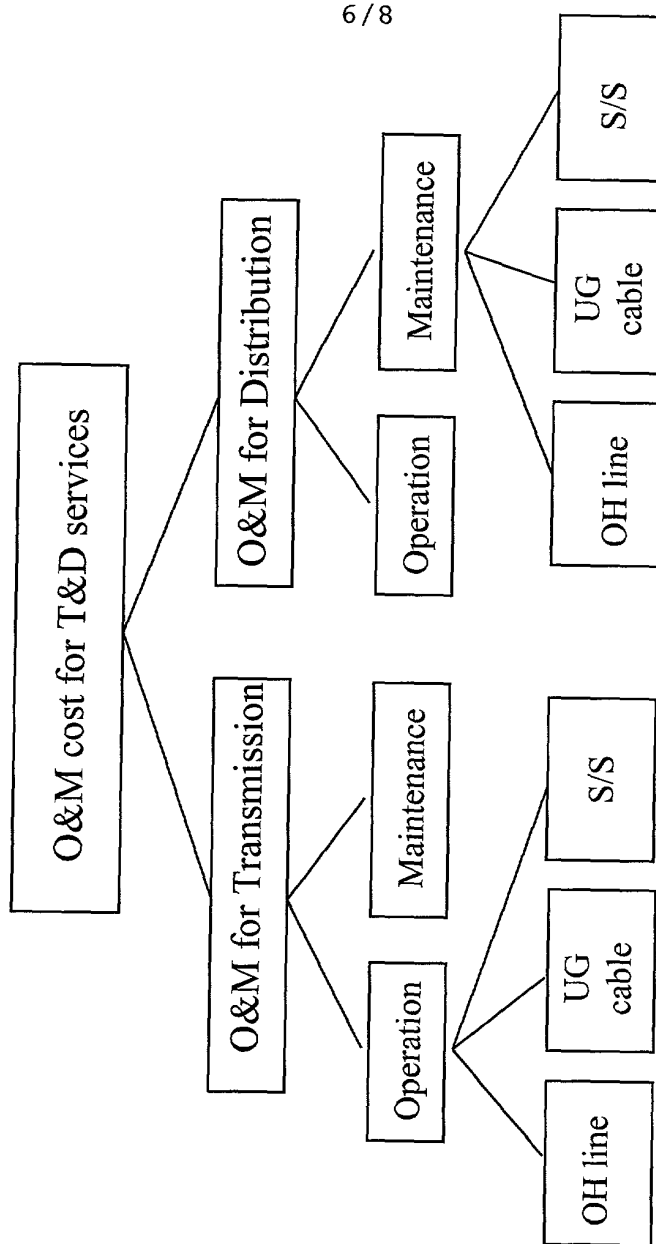 6/8
O&M cost for T&D services
O&M for Transmission
O&M for Distribution
Operation
Maintenance
Operation
Maintenance
OH line
UG
cable
S/S
OH line
UG
cable
S/S